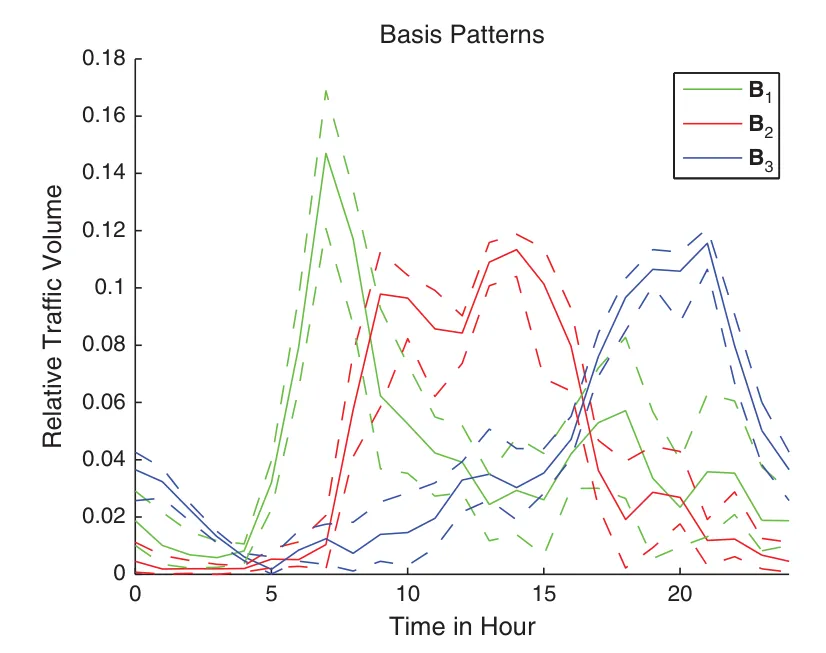 Basis Patterns
0.18
0.16
0.14
0.12
0.1
0.08
0.06
0.04
0.02
0
Relative Traffic Volume
B1
B2
B3
0 5 10 15 20
Time in Hour